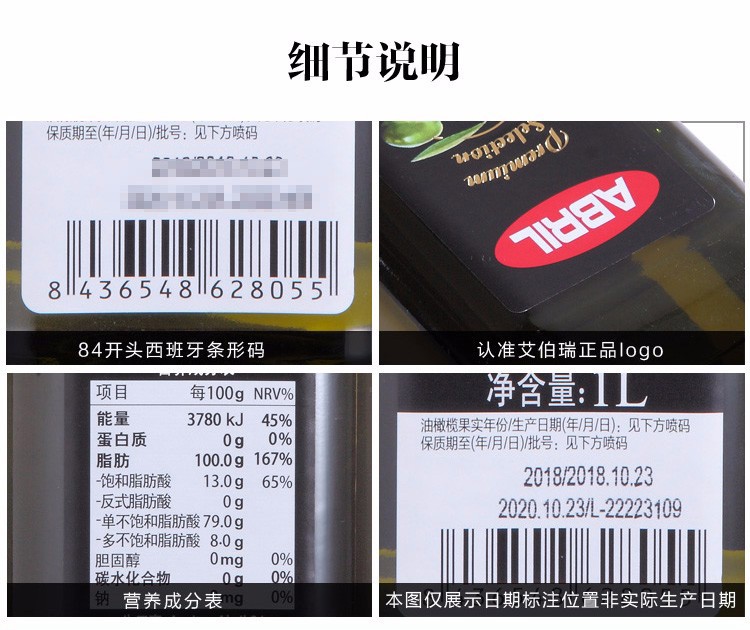 细节说明
保质期至(年/月/日)/批号：见下方喷码
8 436548 628055
84开头西班牙条形码
Premium
Selection
ABRIL
认准艾伯瑞正品logo
项目 每100g NRV%
能量 3780 kJ 45%
蛋白质 0g 0%
脂肪 100.0g 167%
-饱和脂肪酸 13.0g 65%
-反式脂肪酸 0g
-单不饱和脂肪酸 79.0g
-多不饱和脂肪酸 8.0g
胆固醇 0mg 0%
碳水化合物 0g 0%
钠 mg 0%
营养成分表
净含量:1L
油橄榄果实年份/生产日期(年/月/日)：见下方喷码
保质期至(年/月/日)/批号：见下方喷码
2018/2018.10.23
2020.10.23/L-22223109
本图仅展示日期标注位置非实际生产日期